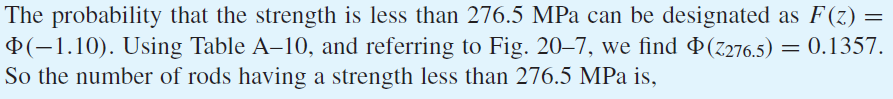 The probability that the strength is less than 276.5 MPa can be designated as F(z) =
Φ(−1.10). Using Table A–10, and referring to Fig. 20–7, we find Φ(z276.5) = 0.1357.
So the number of rods having a strength less than 276.5 MPa is,